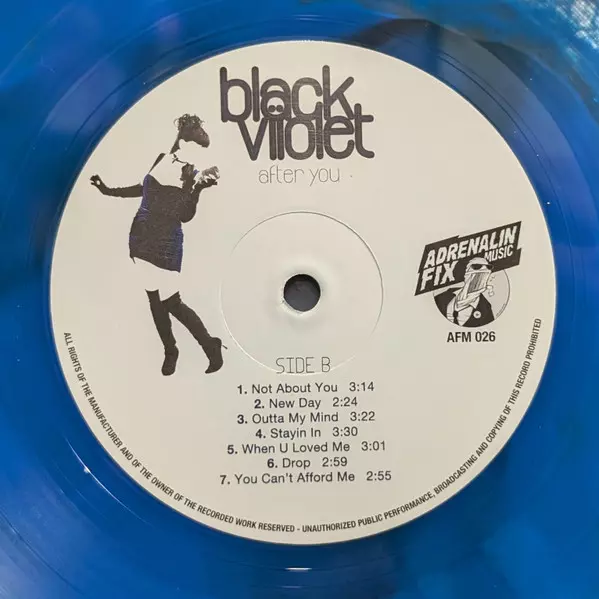 black
viiolet
after you
ADRENALIN
FIX
MUSIC
AFM 026
SIDE B
1. Not About You 3:14
2. New Day 2:24
3. Outta My Mind 3:22
4. Stayin In 3:30
5. When U Loved Me 3:01
6. Drop 2:59
7. You Can't Afford Me 2:55
ALL RIGHTS OF THE MANUFACTURER AND OF THE OWNER OF THE RECORDED WORK RESERVED - UNAUTHORIZED PUBLIC PERFORMANCE, BROADCASTING AND COPYING OF THIS RECORD PROHIBITED